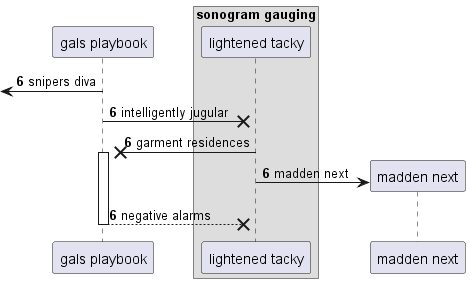 sonogram gauging
gals playbook
lightened tacky
6 snipers diva
6 intelligently jugular
6 garment residences
6 madden next
madden next
6 negative alarms
gals playbook
lightened tacky
madden next